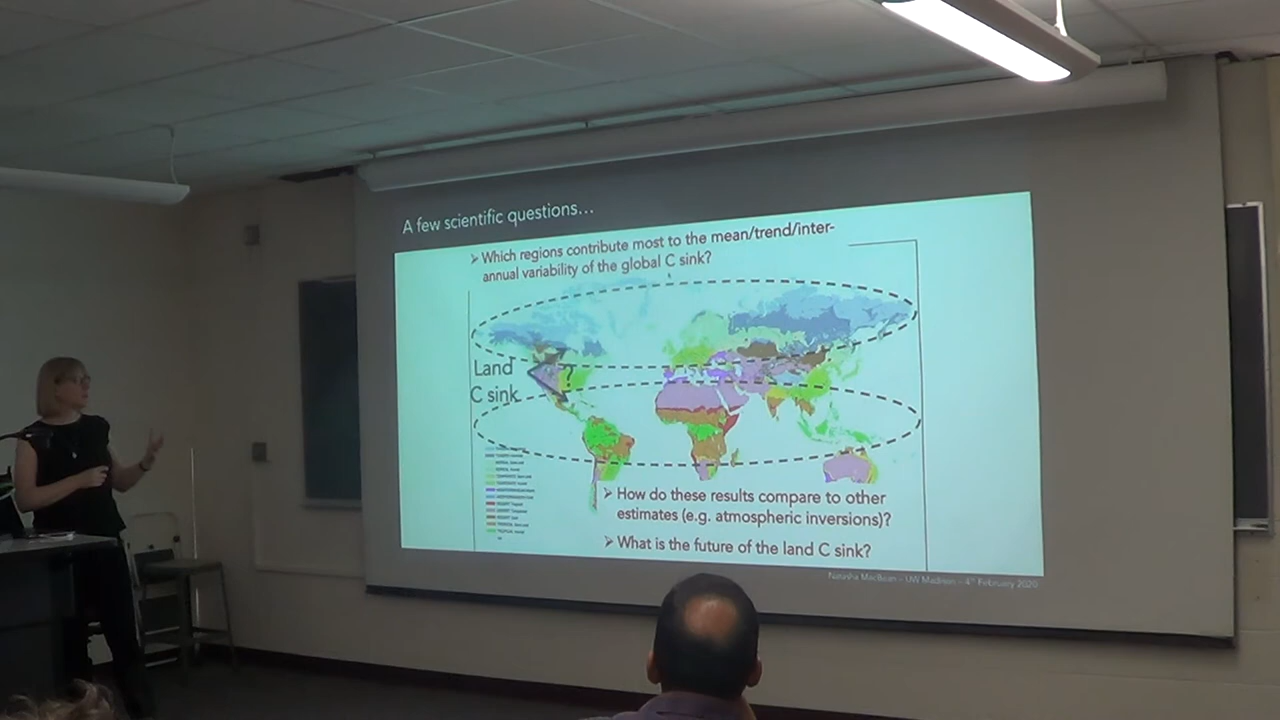 A few scientific questions...
➢ Which regions contribute most to the mean/trend/inter-
annual variability of the global C sink?
Land
C sink
?
➢ How do these results compare to other
estimates (e.g. atmospheric inversions)?
➢ What is the future of the land C sink?
Natasha MacBean – UW Madison – 4th February 2020